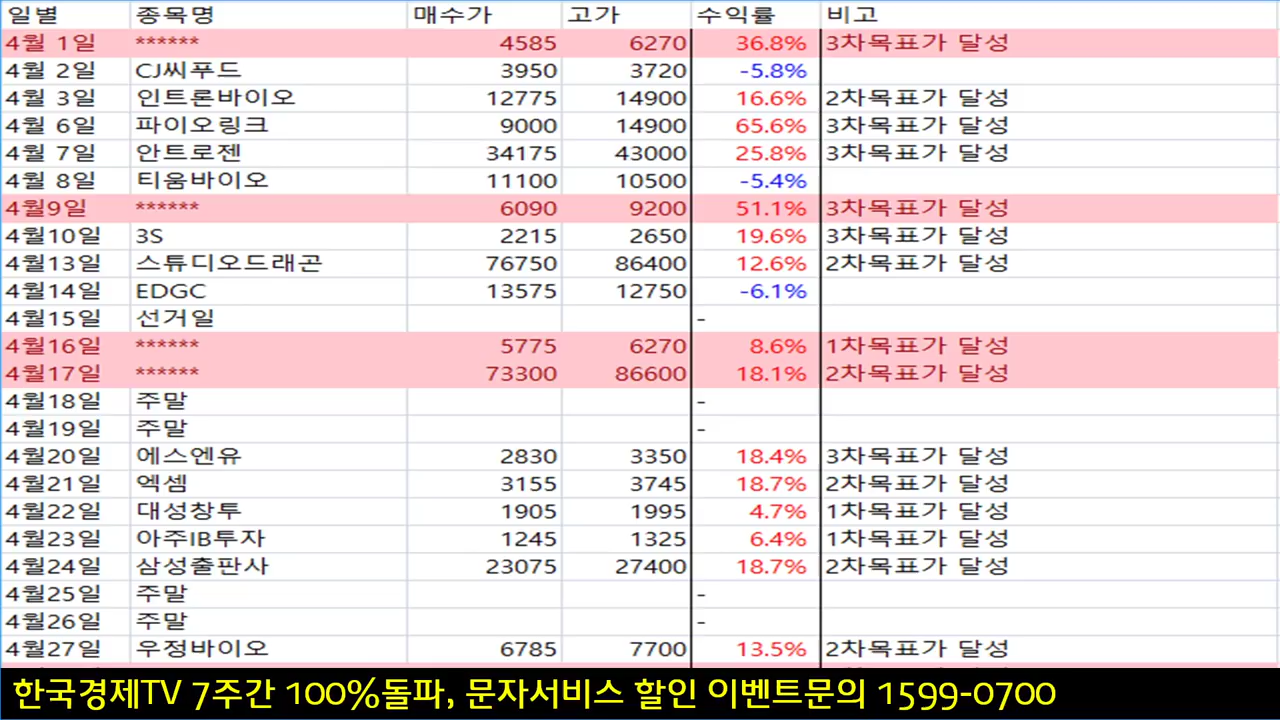 일별 종목명 매수가 고가 수익률 비고
4월 1일 ****** 4585 6270 36.8% 3차목표가 달성
4월 2일 CJ씨푸드 3950 3720 -5.8%
4월 3일 인트론바이오 12775 14900 16.6% 2차목표가 달성
4월 6일 파이오링크 9000 14900 65.6% 3차목표가 달성
4월 7일 안트로젠 34175 43000 25.8% 3차목표가 달성
4월 8일 티움바이오 11100 10500 -5.4%
4월9일 ****** 6090 9200 51.1% 3차목표가 달성
4월10일 3S 2215 2650 19.6% 3차목표가 달성
4월13일 스튜디오드래곤 76750 86400 12.6% 2차목표가 달성
4월14일 EDGC 13575 12750 -6.1%
4월15일 선거일 -
4월16일 ****** 5775 6270 8.6% 1차목표가 달성
4월17일 ****** 73300 86600 18.1% 2차목표가 달성
4월18일 주말 -
4월19일 주말 -
4월20일 에스엔유 2830 3350 18.4% 3차목표가 달성
4월21일 엑셈 3155 3745 18.7% 2차목표가 달성
4월22일 대성창투 1905 1995 4.7% 1차목표가 달성
4월23일 아주IB투자 1245 1325 6.4% 1차목표가 달성
4월24일 삼성출판사 23075 27400 18.7% 2차목표가 달성
4월25일 주말 -
4월26일 주말 -
4월27일 우정바이오 6785 7700 13.5% 2차목표가 달성
한국경제TV 7주간 100%돌파, 문자서비스 할인 이벤트문의 1599-0700